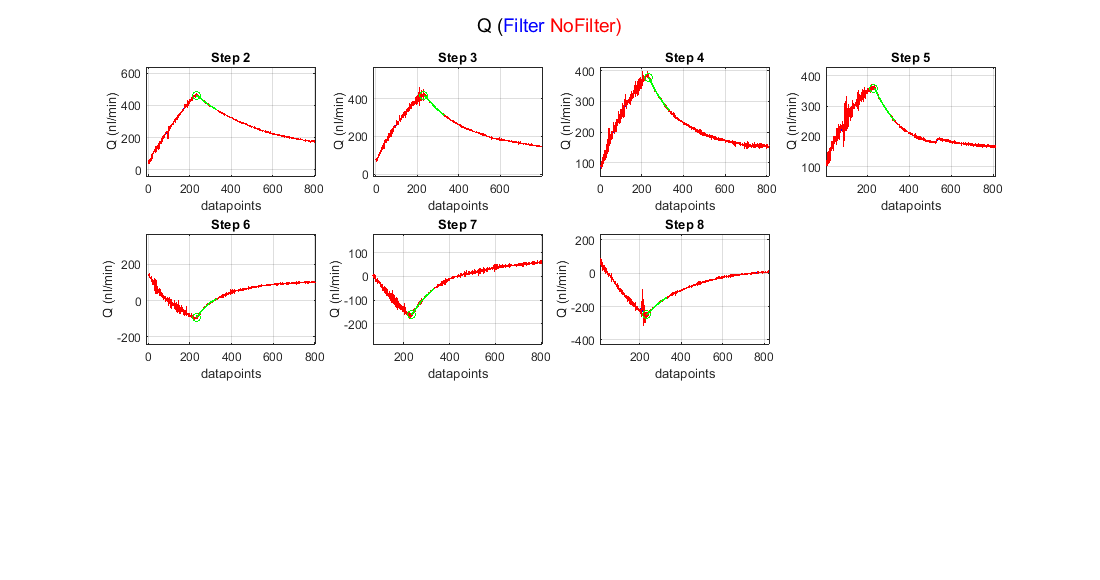 Q (Filter NoFilter)
Step 2
Step 3
Step 4
Step 5
Q (nl/min)
600
400
200
0
0 200 400 600 800
datapoints
Q (nl/min)
400
200
0
0 200 400 600
datapoints
Q (nl/min)
400
300
200
100
0 200 400 600 800
datapoints
Q (nl/min)
400
300
200
100
200 400 600 800
datapoints
Step 6
Step 7
Step 8
Q (nl/min)
200
0
-200
0 200 400 600 800
datapoints
Q (nl/min)
100
0
-100
-200
200 400 600 800
datapoints
Q (nl/min)
200
0
-200
-400
200 400 600 800
datapoints